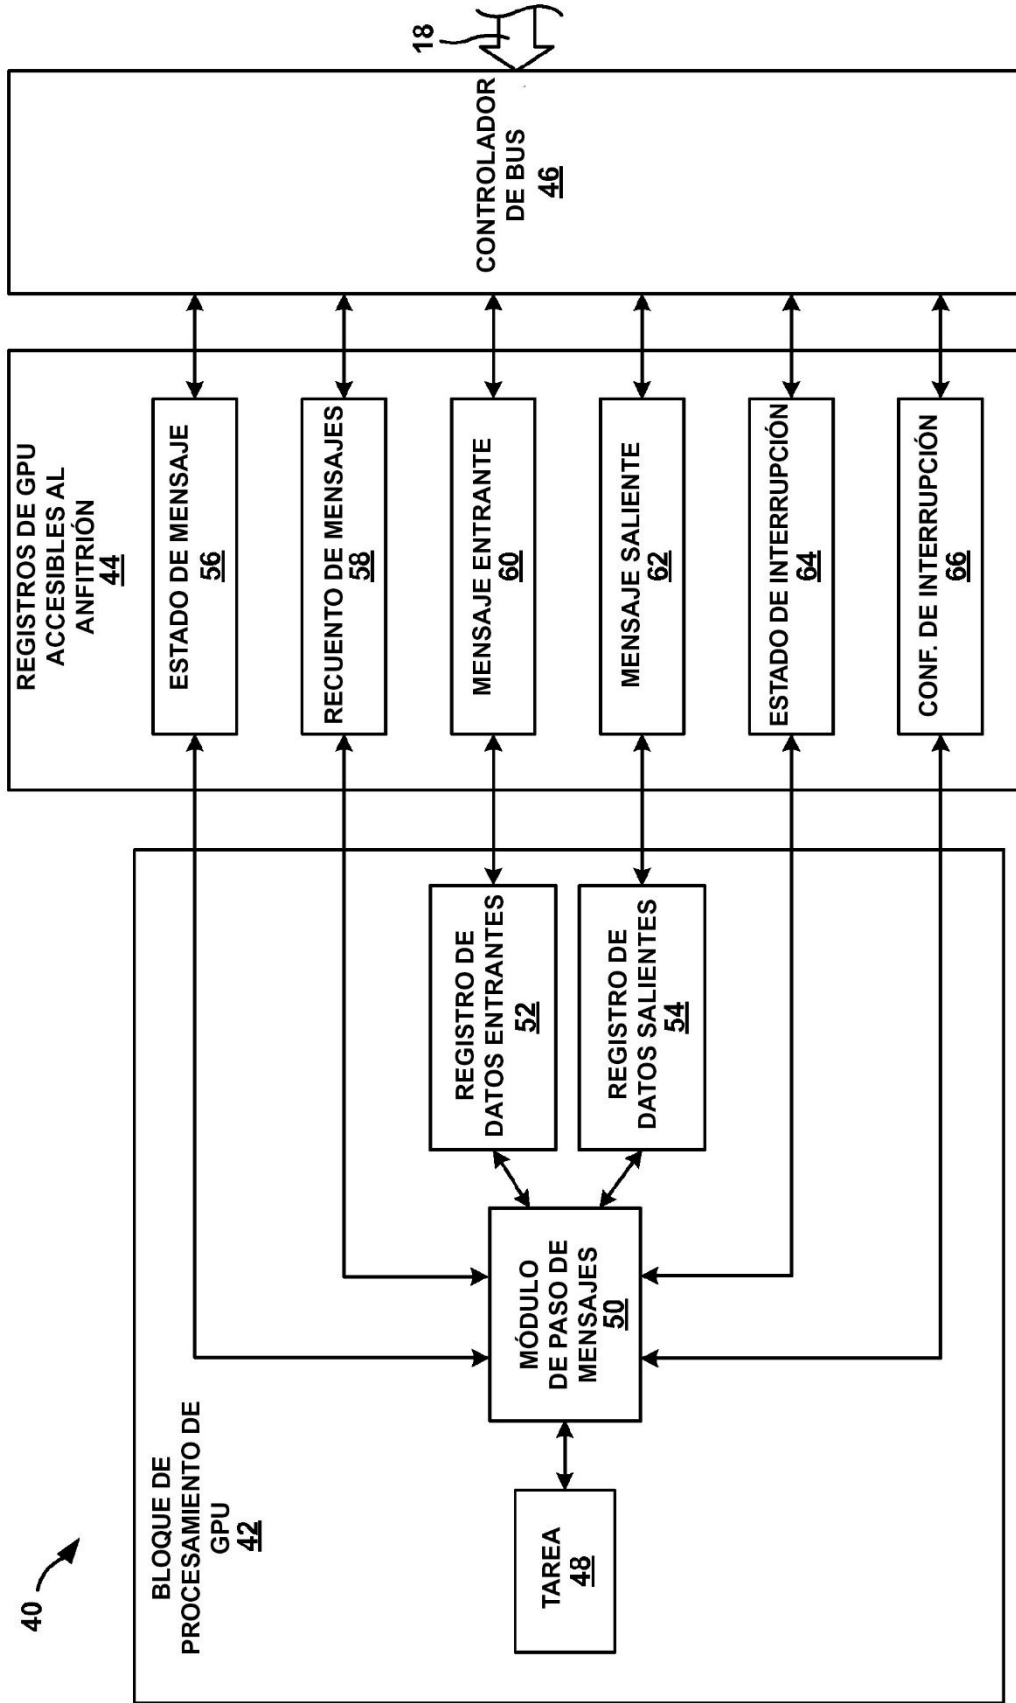 40
BLOQUE DE
PROCESAMIENTO DE
GPU
42
TAREA
48
MÓDULO
DE PASO DE
MENSAJES
50
REGISTRO DE
DATOS ENTRANTES
52
REGISTRO DE
DATOS SALIENTES
54
REGISTROS DE GPU
ACCESIBLES AL
ANFITRIÓN
44
ESTADO DE MENSAJE
56
RECUENTO DE MENSAJES
58
MENSAJE ENTRANTE
60
MENSAJE SALIENTE
62
ESTADO DE INTERRUPCIÓN
64
CONF. DE INTERRUPCIÓN
66
CONTROLADOR
DE BUS
46
18